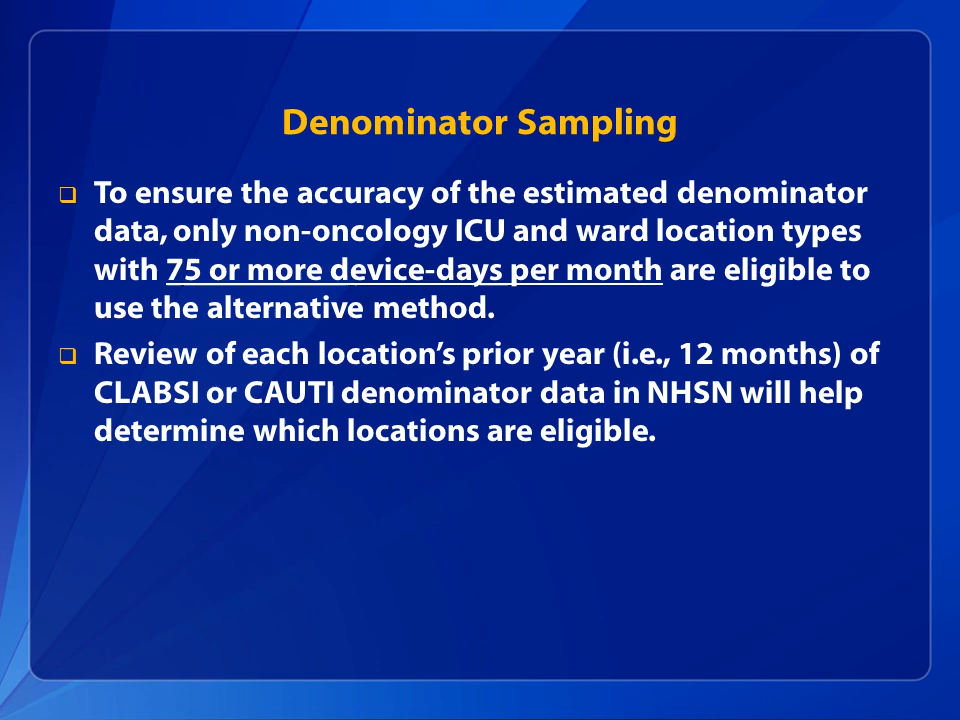 Denominator Sampling
To ensure the accuracy of the estimated denominator
data, only non-oncology ICU and ward location types
with 75 or more device-days per month are eligible to
use the alternative method.
Review of each location’s prior year (i.e., 12 months) of
CLABSI or CAUTI denominator data in NHSN will help
determine which locations are eligible.